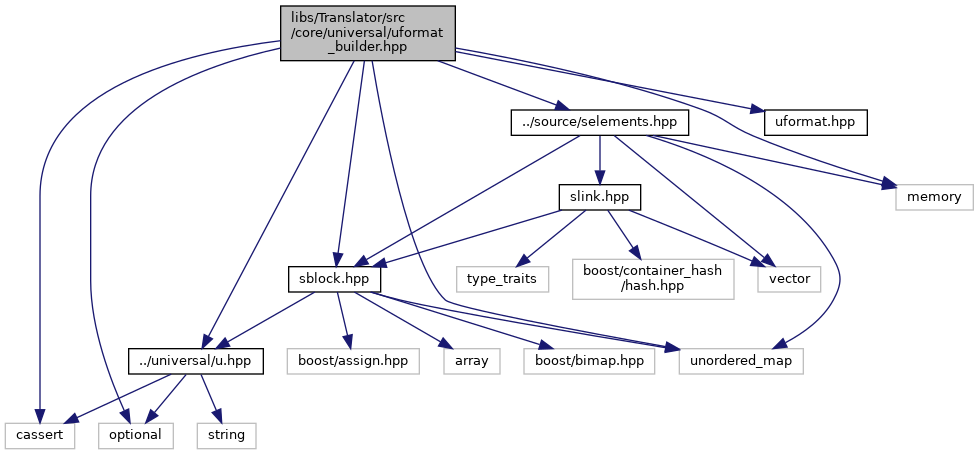 libs/Translator/src
/core/universal/uformat
_builder.hpp
../source/selements.hpp
uformat.hpp
slink.hpp
memory
sblock.hpp
type_traits
boost/container_hash
/hash.hpp
vector
../universal/u.hpp
boost/assign.hpp
array
boost/bimap.hpp
unordered_map
cassert
optional
string